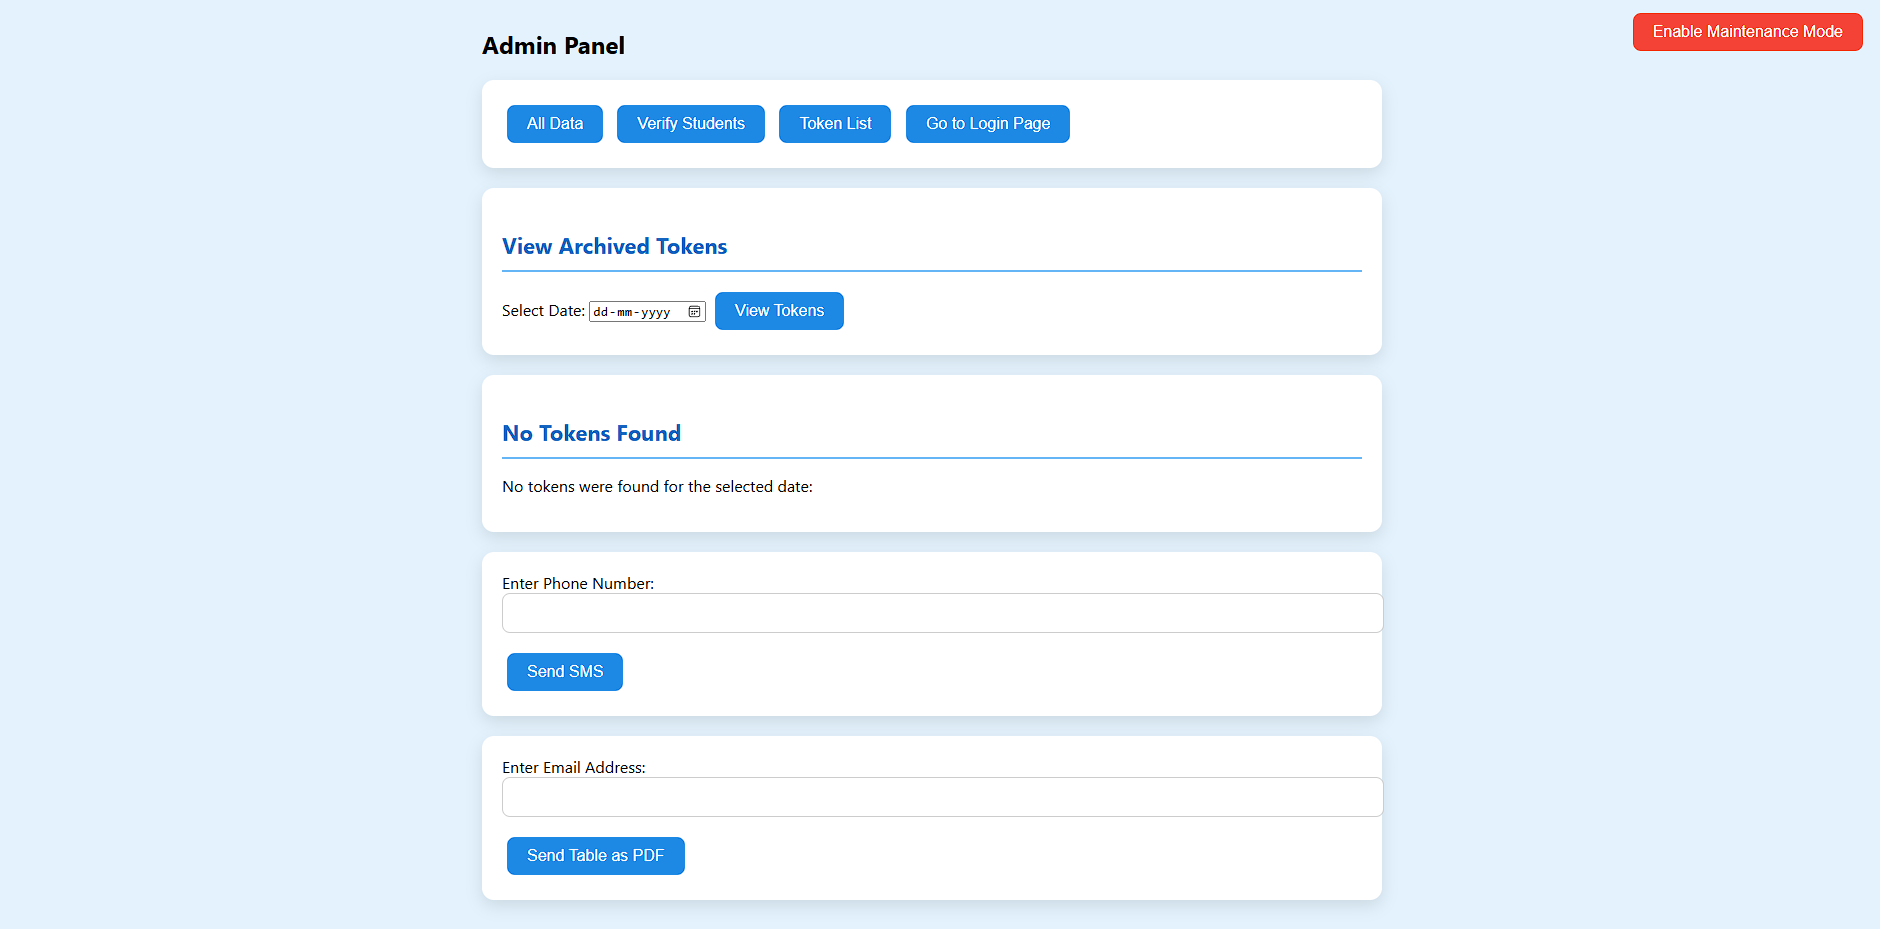 Enable Maintenance Mode
Admin Panel
All Data Verify Students Token List Go to Login Page
View Archived Tokens
Select Date: dd-mm-yyyy View Tokens
No Tokens Found
No tokens were found for the selected date:
Enter Phone Number:
Send SMS
Enter Email Address:
Send Table as PDF